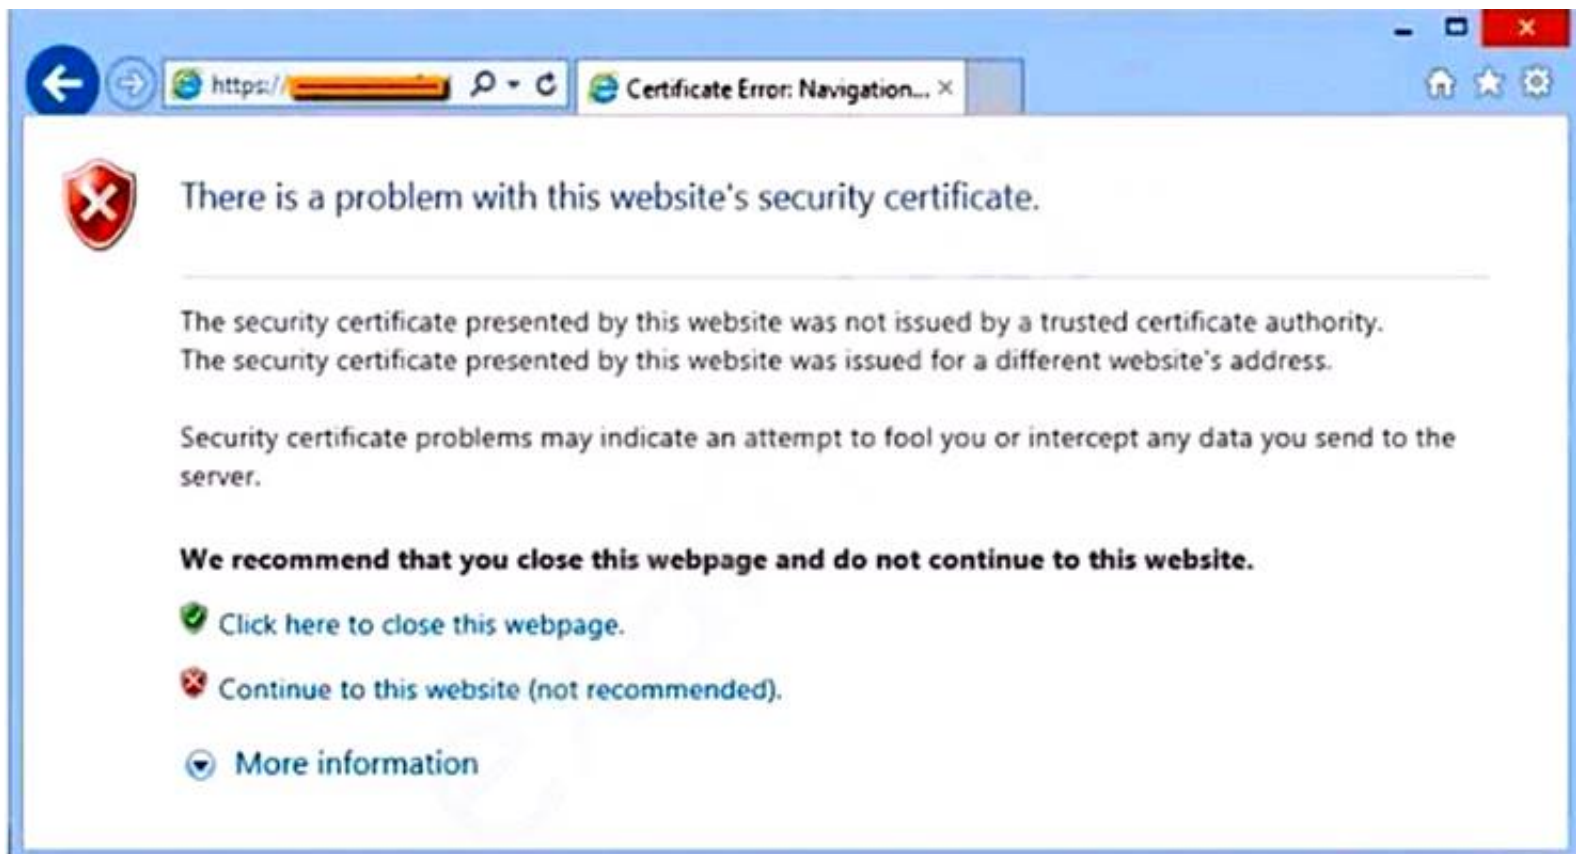 https://
Certificate Error: Navigation...
There is a problem with this website's security certificate.
The security certificate presented by this website was not issued by a trusted certificate authority.
The security certificate presented by this website was issued for a different website's address.
Security certificate problems may indicate an attempt to fool you or intercept any data you send to the
server.
We recommend that you close this webpage and do not continue to this website.
Click here to close this webpage.
Continue to this website (not recommended).
More information